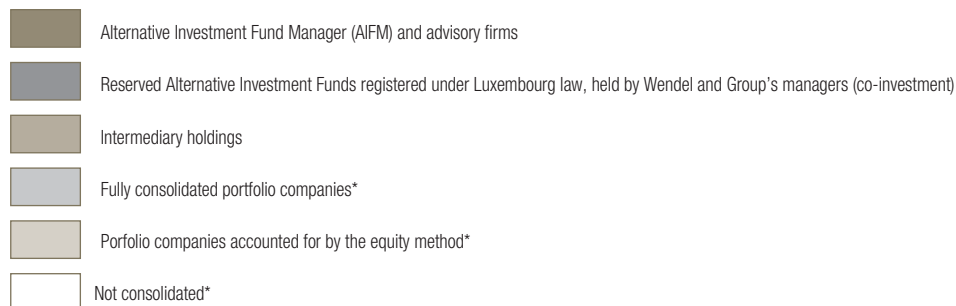 Alternative Investment Fund Manager (AIFM) and advisory firms
Reserved Alternative Investment Funds registered under Luxembourg law, held by Wendel and Group’s managers (co-investment)
Intermediary holdings
Fully consolidated portfolio companies*
Porfolio companies accounted for by the equity method*
Not consolidated*